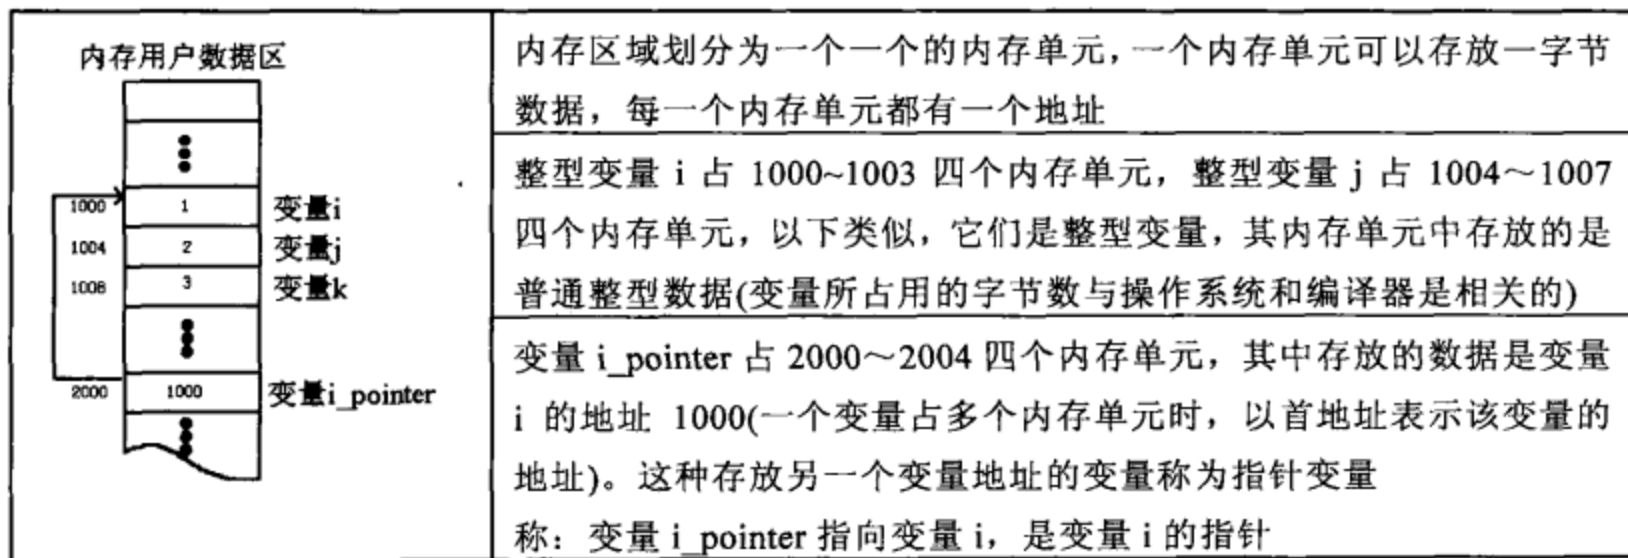 内存用户数据区
1000 1 变量i
1004 2 变量j
1008 3 变量k
2000 1000 变量i_pointer
内存区域划分为一个一个的内存单元，一个内存单元可以存放一字节
数据，每一个内存单元都有一个地址
整型变量 i 占 1000~1003 四个内存单元，整型变量 j 占 1004～1007
四个内存单元，以下类似，它们是整型变量，其内存单元中存放的是
普通整型数据(变量所占用的字节数与操作系统和编译器是相关的)
变量 i_pointer 占 2000～2004 四个内存单元，其中存放的数据是变量
i 的地址 1000(一个变量占多个内存单元时，以首地址表示该变量的
地址)。这种存放另一个变量地址的变量称为指针变量
称：变量 i_pointer 指向变量 i，是变量 i 的指针